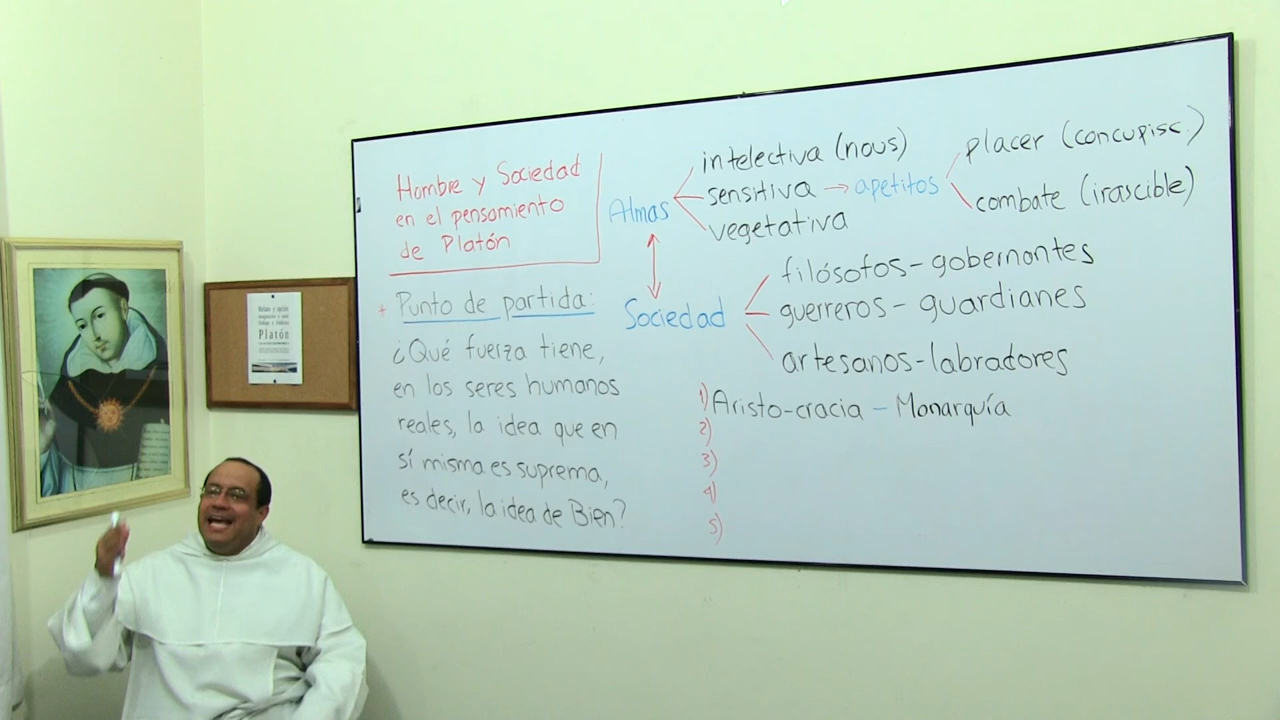 Hombre y Sociedad
en el pensamiento
de Platón
+ Punto de partida:
¿Qué fuerza tiene,
en los seres humanos
reales, la idea que en
sí misma es suprema,
es decir, la idea de Bien?
Almas
intelectiva (nous)
sensitiva → apetitos
vegetativa
placer (concupisc.)
combate (irascible)
Sociedad
filósofos - gobernantes
guerreros - guardianes
artesanos - labradores
1) Aristo-cracia - Monarquía
2)
3)
4)
5)
Platón